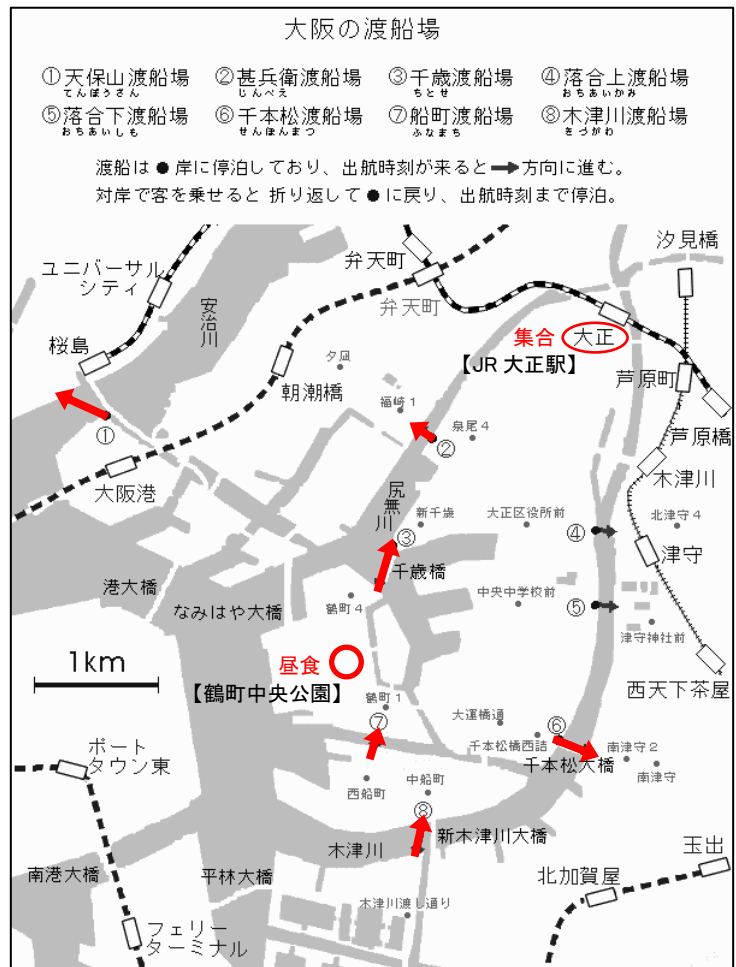 大阪の渡船場
①天保山渡船場 ②甚兵衛渡船場 ③千歳渡船場 ④落合上渡船場
てんぽうさん じんべえ ちとせ おちあいかみ
⑤落合下渡船場 ⑥千本松渡船場 ⑦船町渡船場 ⑧木津川渡船場
おちあいしも せんぼんまつ ふなまち きづがわ
渡船は●岸に停泊しており、出航時刻が来ると➡方向に進む。
対岸で客を乗せると 折り返して●に戻り、出航時刻まで停泊。
汐見橋
弁天町
ユニバーサル
シティ
安治川
弁天町
集合 大正
【JR 大正駅】
桜島
夕凪
芦原町
朝潮橋
福崎1
芦原橋
①
泉尾4
②
大阪港
木津川
尻無川
新千歳
大正区役所前
北津守4
③
④
津守
千歳橋
港大橋
なみはや大橋
鶴町4
中央中学校前
⑤
津守神社前
1km
昼食
【鶴町中央公園】
西天下茶屋
鶴町1
大運橋通
⑥
⑦
千本松橋西詰
南津守2
ポート
タウン東
千本松大橋
南津守
西船町
中船町
⑧
新木津川大橋
木津川
玉出
南港大橋
平林大橋
北加賀屋
木津川渡し通り
フェリー
ターミナル